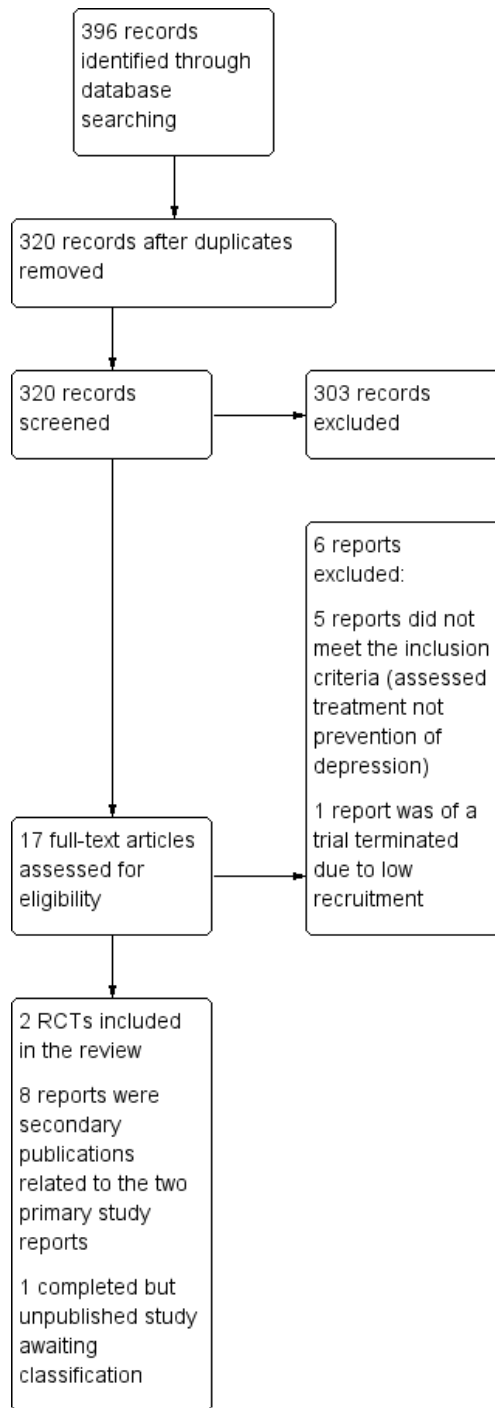 396 records
identified through
database
searching
320 records after duplicates
removed
320 records
screened
303 records
excluded
6 reports
excluded:
5 reports did not
meet the inclusion
criteria (assessed
treatment not
prevention of
depression)
1 report was of a
trial terminated
due to low
recruitment
17 full-text articles
assessed for
eligibility
2 RCTs included
in the review
8 reports were
secondary
publications
related to the two
primary study
reports
1 completed but
unpublished study
awaiting
classification